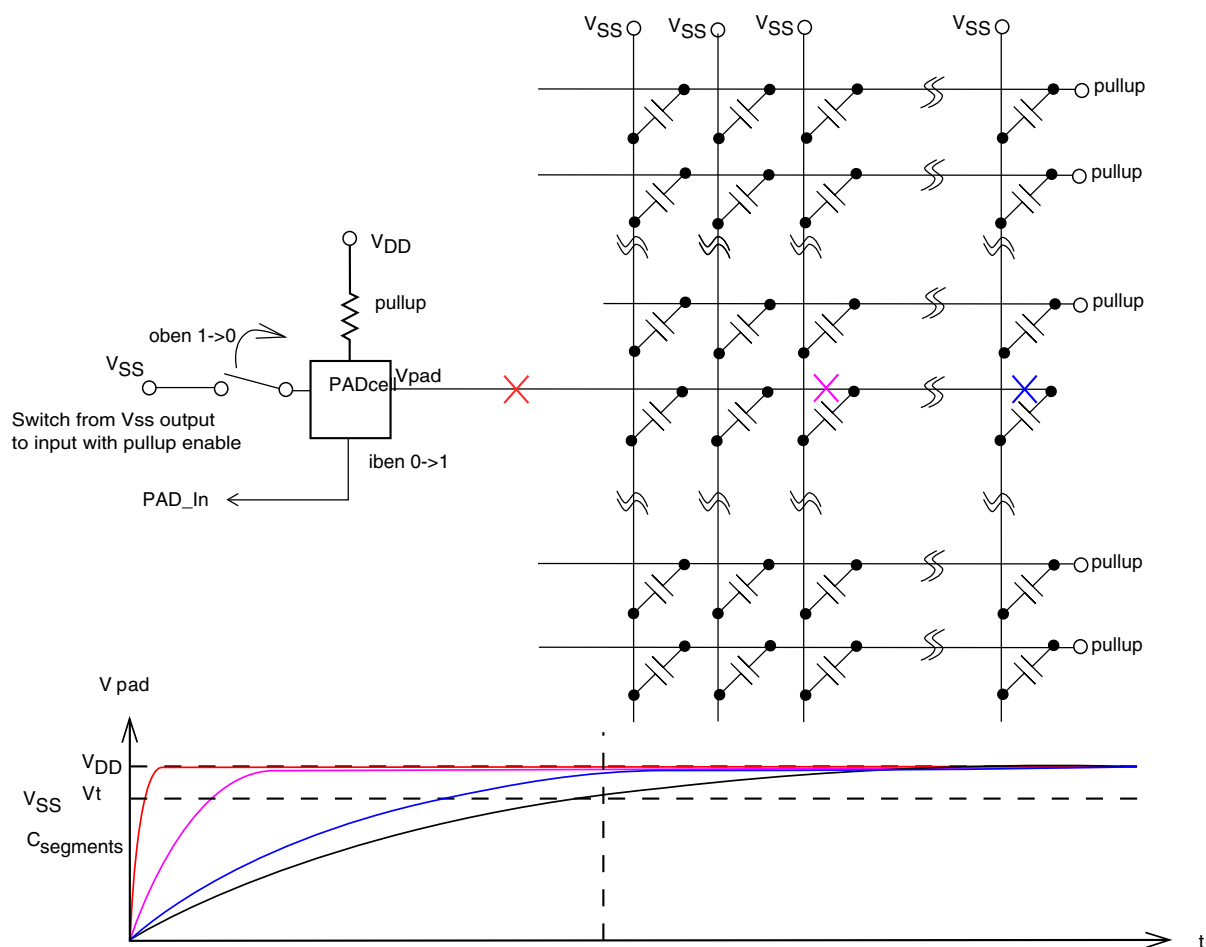 VSS VSS VSS VSS
pullup
pullup
VDD
pullup
pullup
oben 1->0
VSS
PADcell Vpad
Switch from Vss output
to input with pullup enable
iben 0->1
PAD_In
pullup
pullup
V pad
VDD
Vt
VSS
Csegments
t